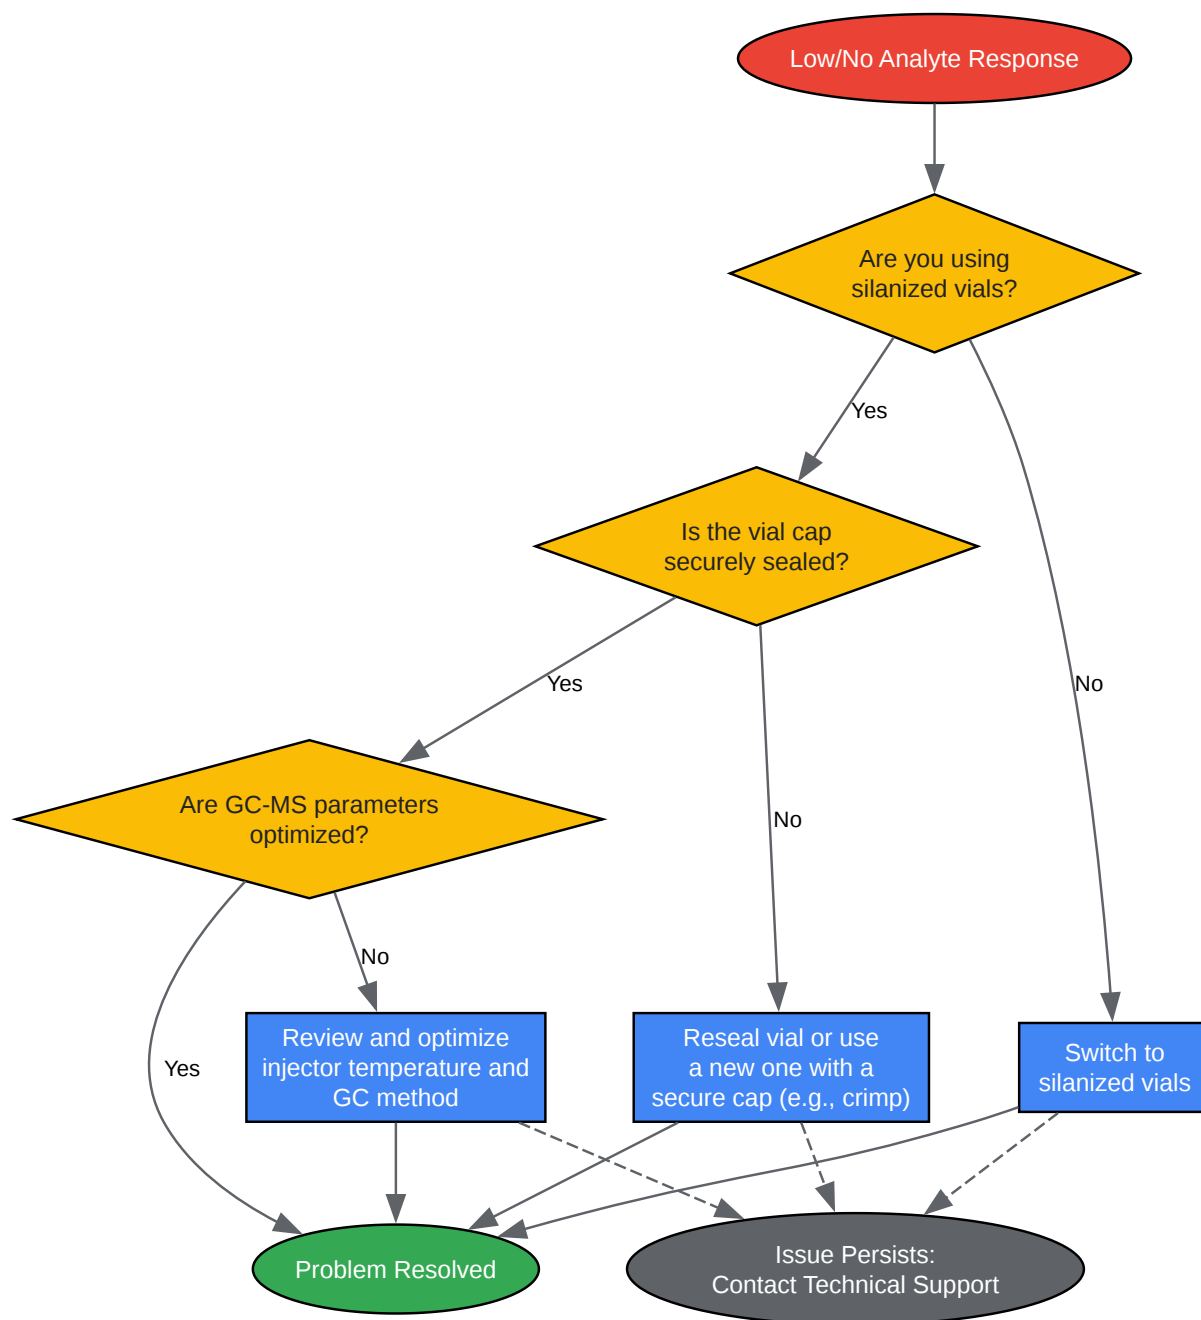 Low/No Analyte Response
Are you using
silanized vials?
Yes
Is the vial cap
securely sealed?
Yes
No
Are GC-MS parameters
optimized?
No
No
Yes
Review and optimize
injector temperature and
GC method
Reseal vial or use
a new one with a
secure cap (e.g., crimp)
Switch to
silanized vials
Problem Resolved
Issue Persists:
Contact Technical Support